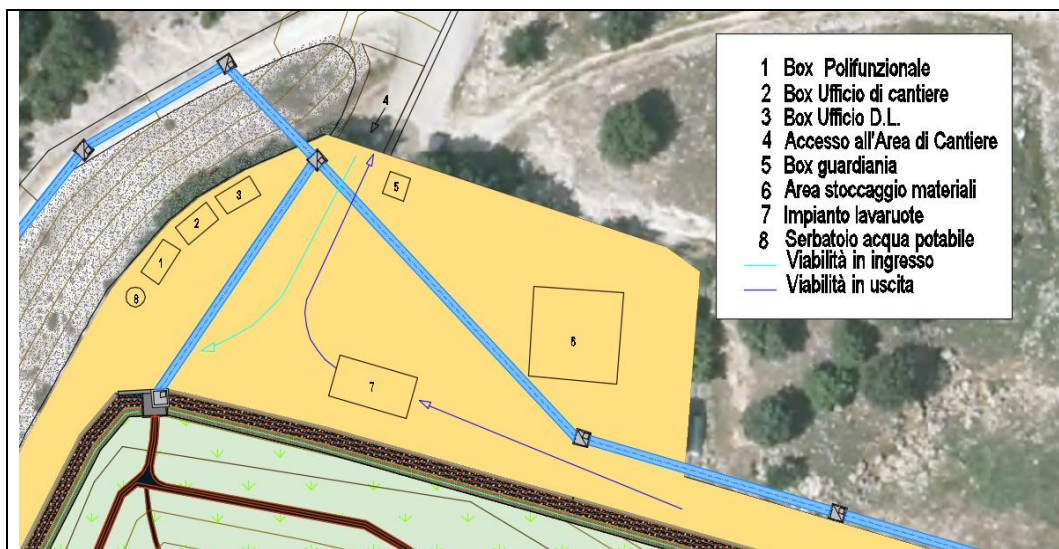 1 Box Polifunzionale
2 Box Ufficio di cantiere
3 Box Ufficio D.L.
4 Accesso all'Area di Cantiere
5 Box guardiania
6 Area stoccaggio materiali
7 Impianto lavaruote
8 Serbatoio acqua potabile
Viabilità in ingresso
Viabilità in uscita
4
5
3
2
1
8
6
7